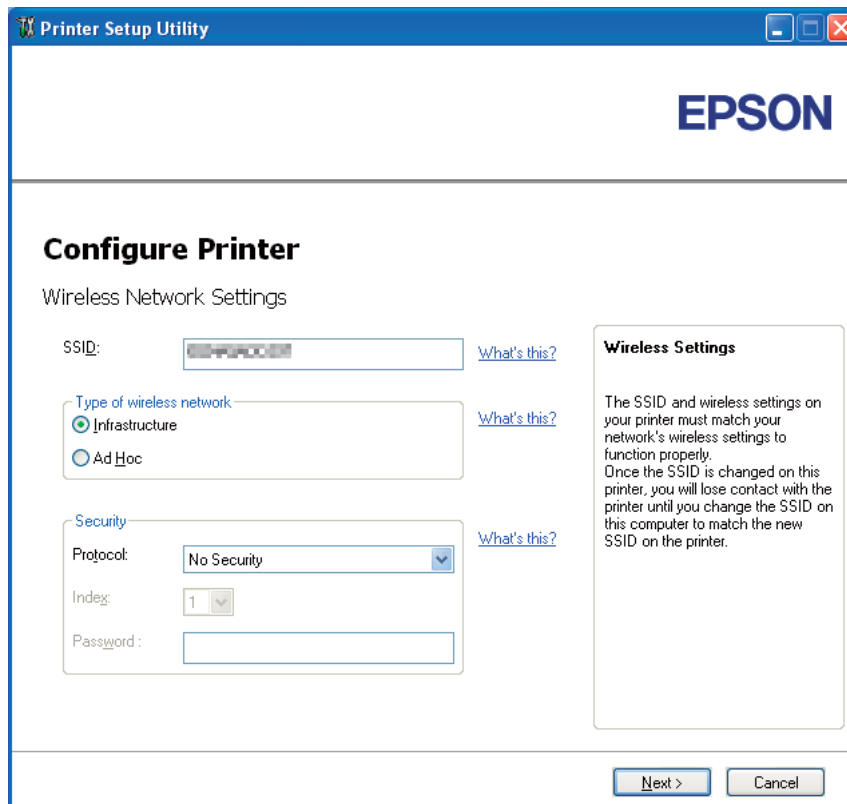 Printer Setup Utility
EPSON
Configure Printer
Wireless Network Settings
SSID:
What's this?
Type of wireless network
Infrastructure
Ad Hoc
What's this?
Security
Protocol:
No Security
What's this?
Index:
1
Password :
Wireless Settings
The SSID and wireless settings on
your printer must match your
network's wireless settings to
function properly.
Once the SSID is changed on this
printer, you will lose contact with the
printer until you change the SSID on
this computer to match the new
SSID on the printer.
Next >
Cancel